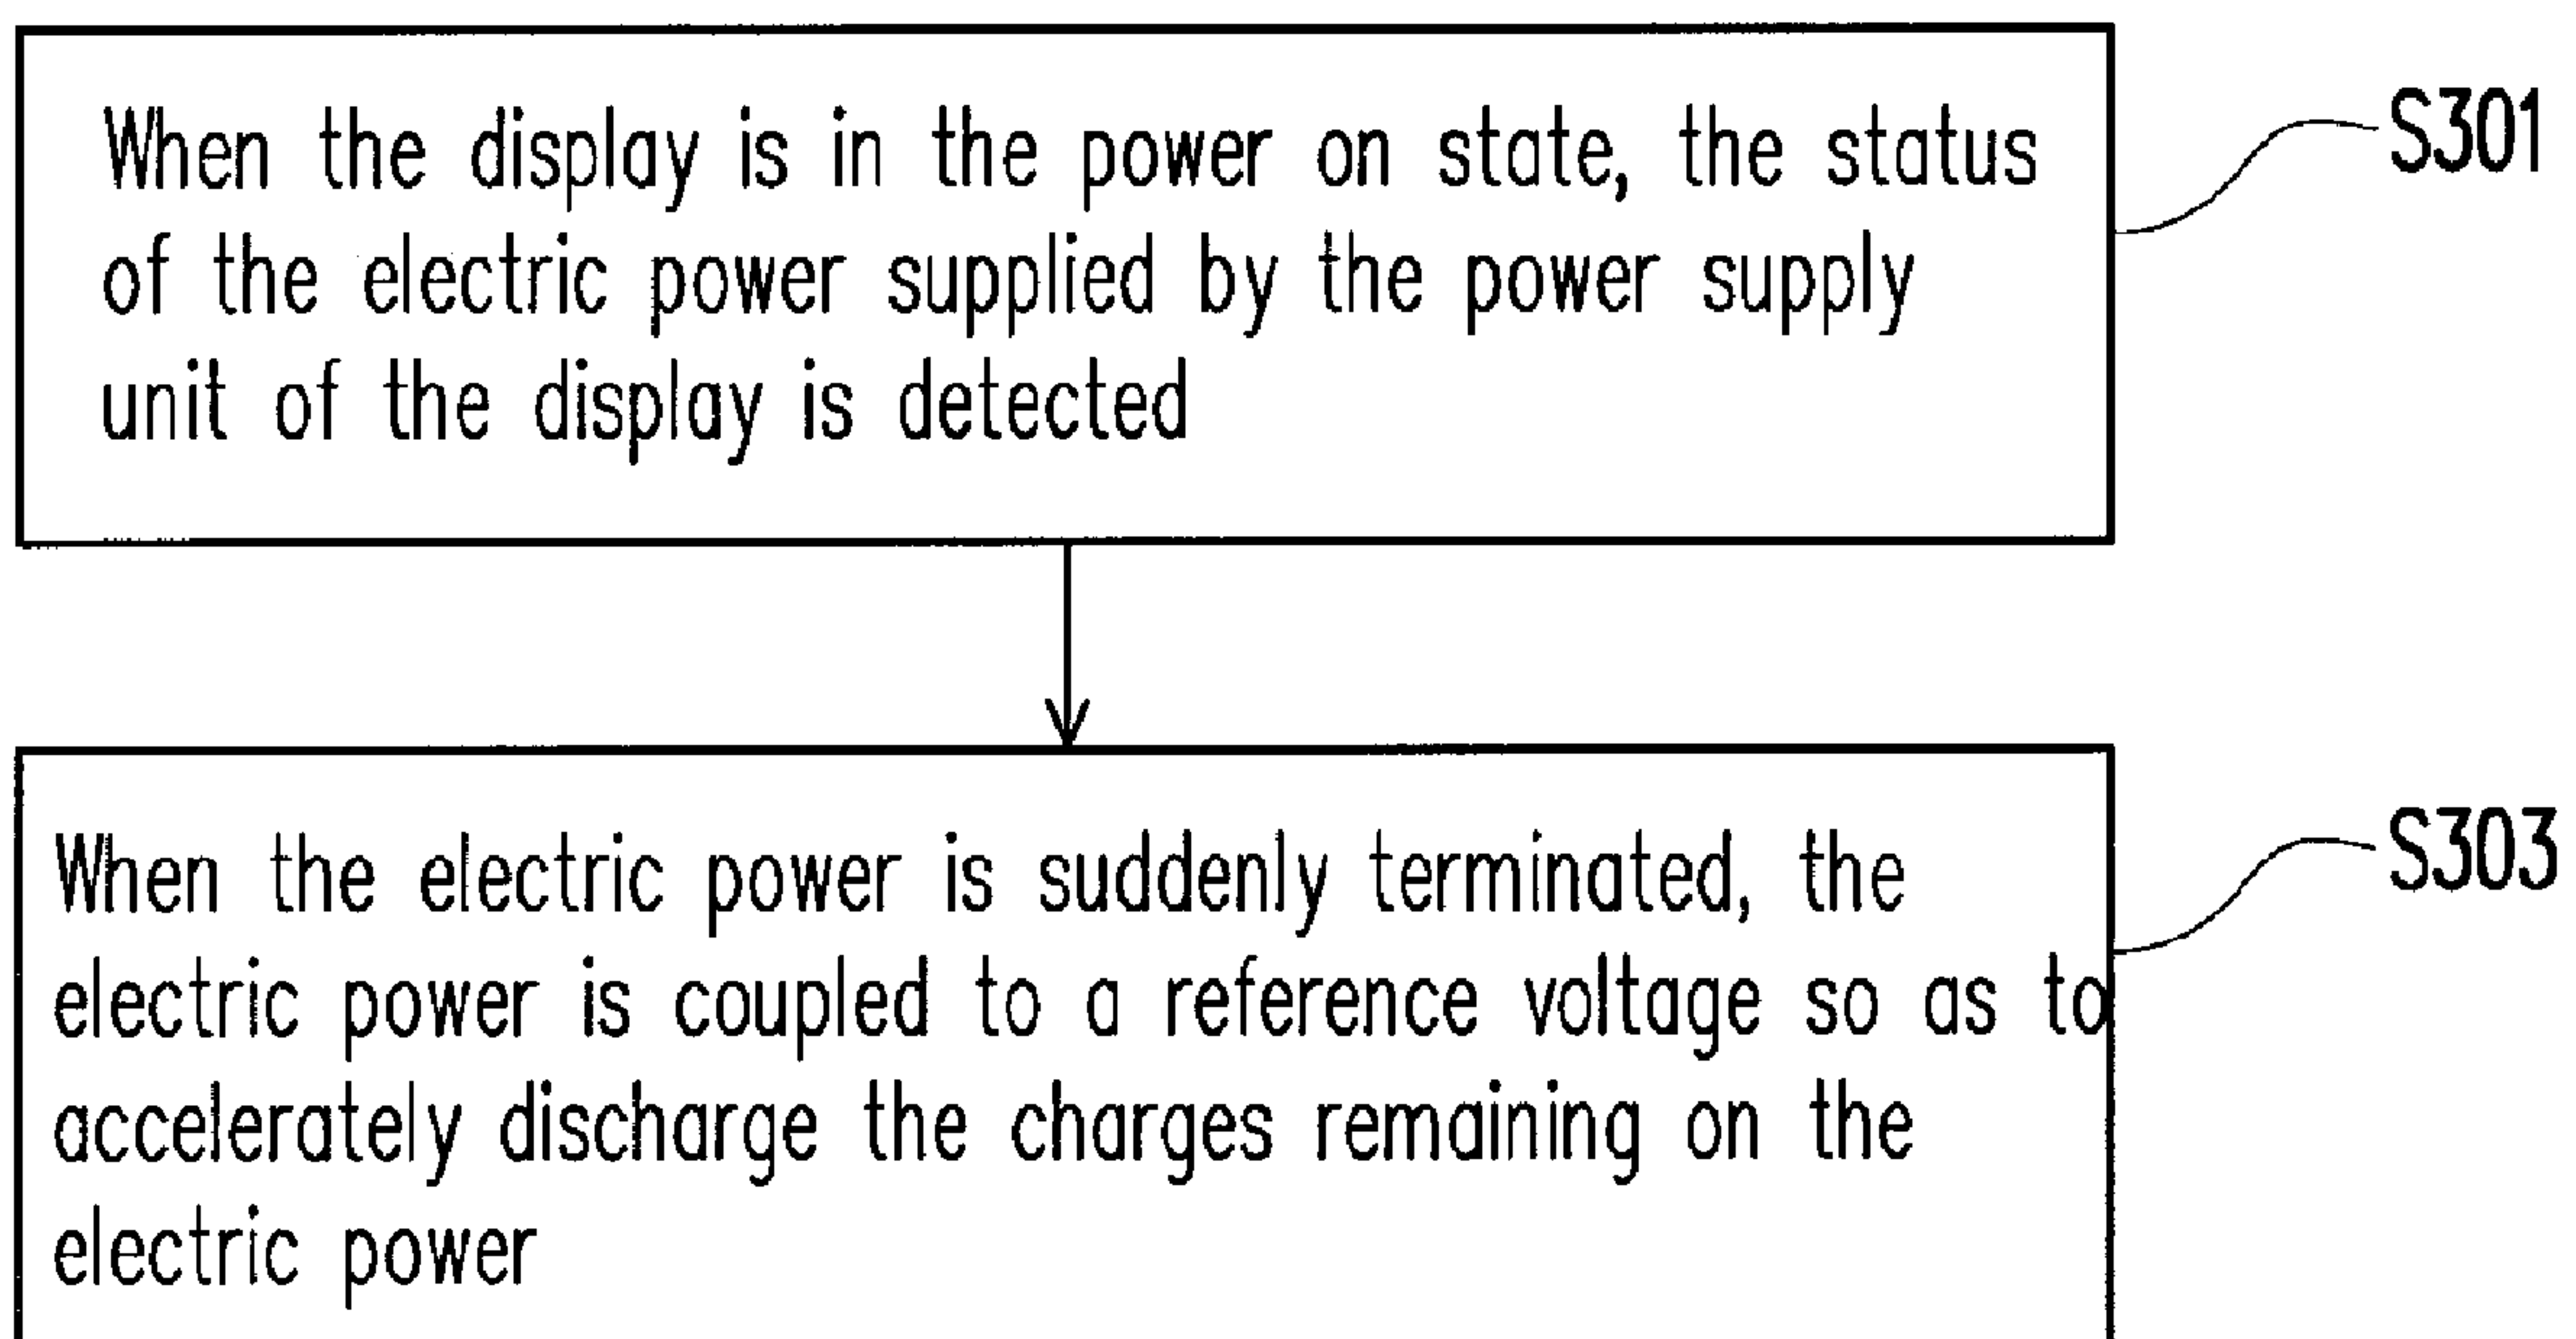 When the display is in the power on state, the status
of the electric power supplied by the power supply
unit of the display is detected
S301
When the electric power is suddenly terminated, the
electric power is coupled to a reference voltage so as to
accelerately discharge the charges remaining on the
electric power
S303